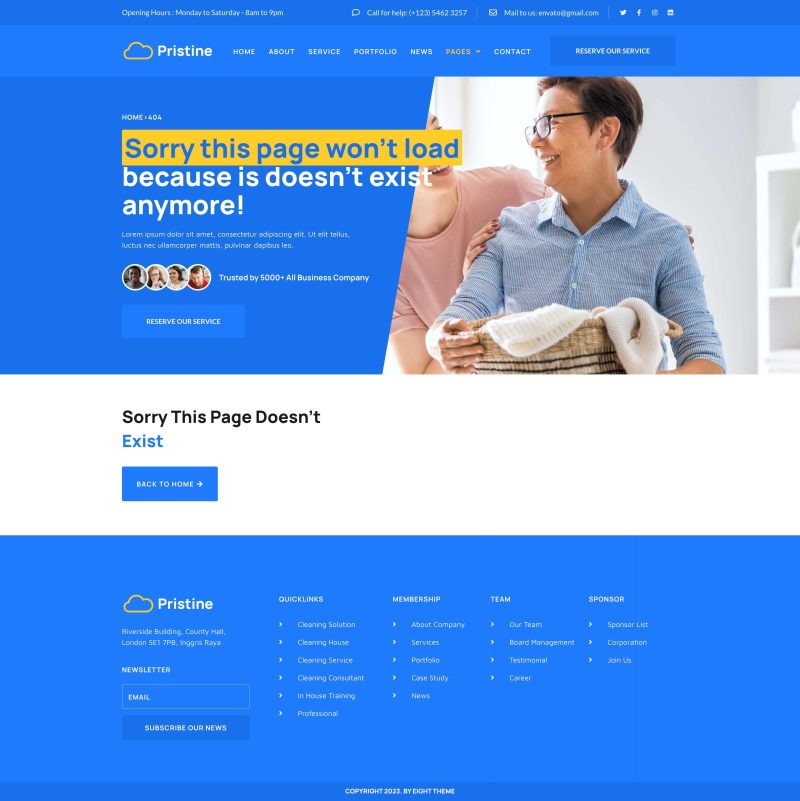 Opening Hours : Monday to Saturday - 8am to 9pm
Call for help: (+123) 5462 3257
Mail to us: envato@gmail.com
Pristine
HOME
ABOUT
SERVICE
PORTFOLIO
NEWS
PAGES
CONTACT
RESERVE OUR SERVICE
HOME > 404
Sorry this page won't load
because is doesn't exist
anymore!
Lorem ipsum dolor sit amet, consectetur adipiscing elit. Ut elit tellus,
luctus nec ullamcorper mattis, pulvinar dapibus leo.
Trusted by 5000+ All Business Company
RESERVE OUR SERVICE
Sorry This Page Doesn't
Exist
BACK TO HOME
Pristine
Riverside Building, County Hall,
London SE1 7PB, Inggris Raya
NEWSLETTER
EMAIL
SUBSCRIBE OUR NEWS
QUICKLINKS
Cleaning Solution
Cleaning House
Cleaning Service
Cleaning Consultant
In House Training
Professional
MEMBERSHIP
About Company
Services
Portfolio
Case Study
News
TEAM
Our Team
Board Management
Testimonial
Career
SPONSOR
Sponsor List
Corporation
Join Us
COPYRIGHT 2023. BY EIGHT THEME